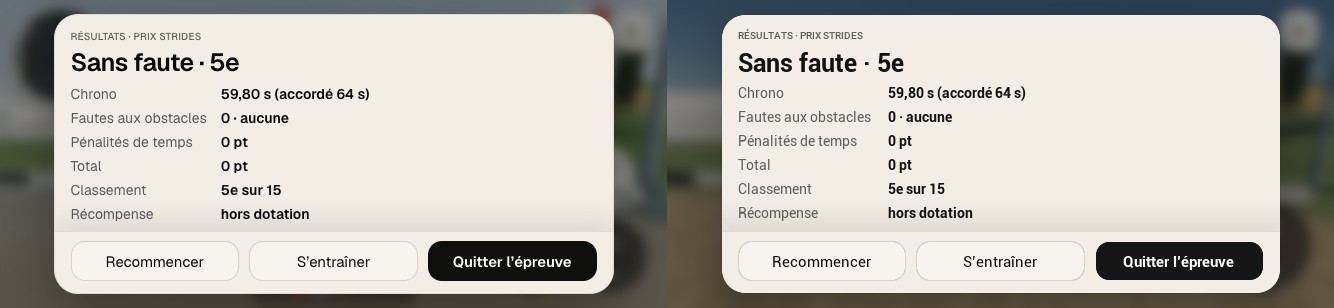 RÉSULTATS · PRIX STRIDES
Sans faute · 5e
Chrono 59,80 s (accordé 64 s)
Fautes aux obstacles 0 · aucune
Pénalités de temps 0 pt
Total 0 pt
Classement 5e sur 15
Récompense hors dotation
Recommencer S'entraîner Quitter l'épreuve
RÉSULTATS · PRIX STRIDES
Sans faute · 5e
Chrono 59,80 s (accordé 64 s)
Fautes aux obstacles 0 · aucune
Pénalités de temps 0 pt
Total 0 pt
Classement 5e sur 15
Récompense hors dotation
Recommencer S'entraîner Quitter l'épreuve